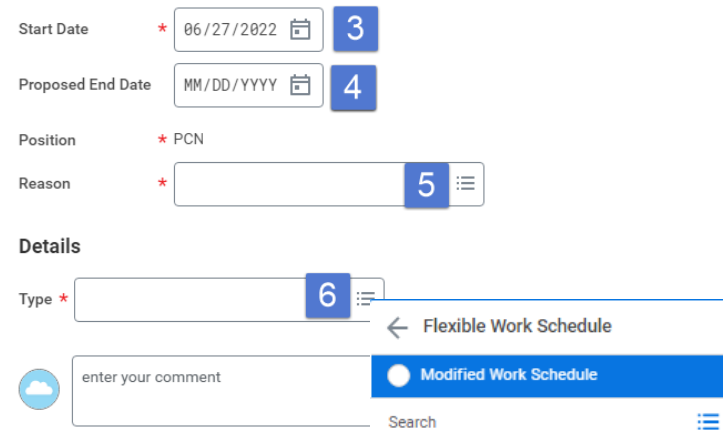 Start Date * 06/27/2022 3
Proposed End Date MM/DD/YYYY 4
Position * PCN
Reason * 5
Details
Type * 6
Flexible Work Schedule
enter your comment Modified Work Schedule
Search